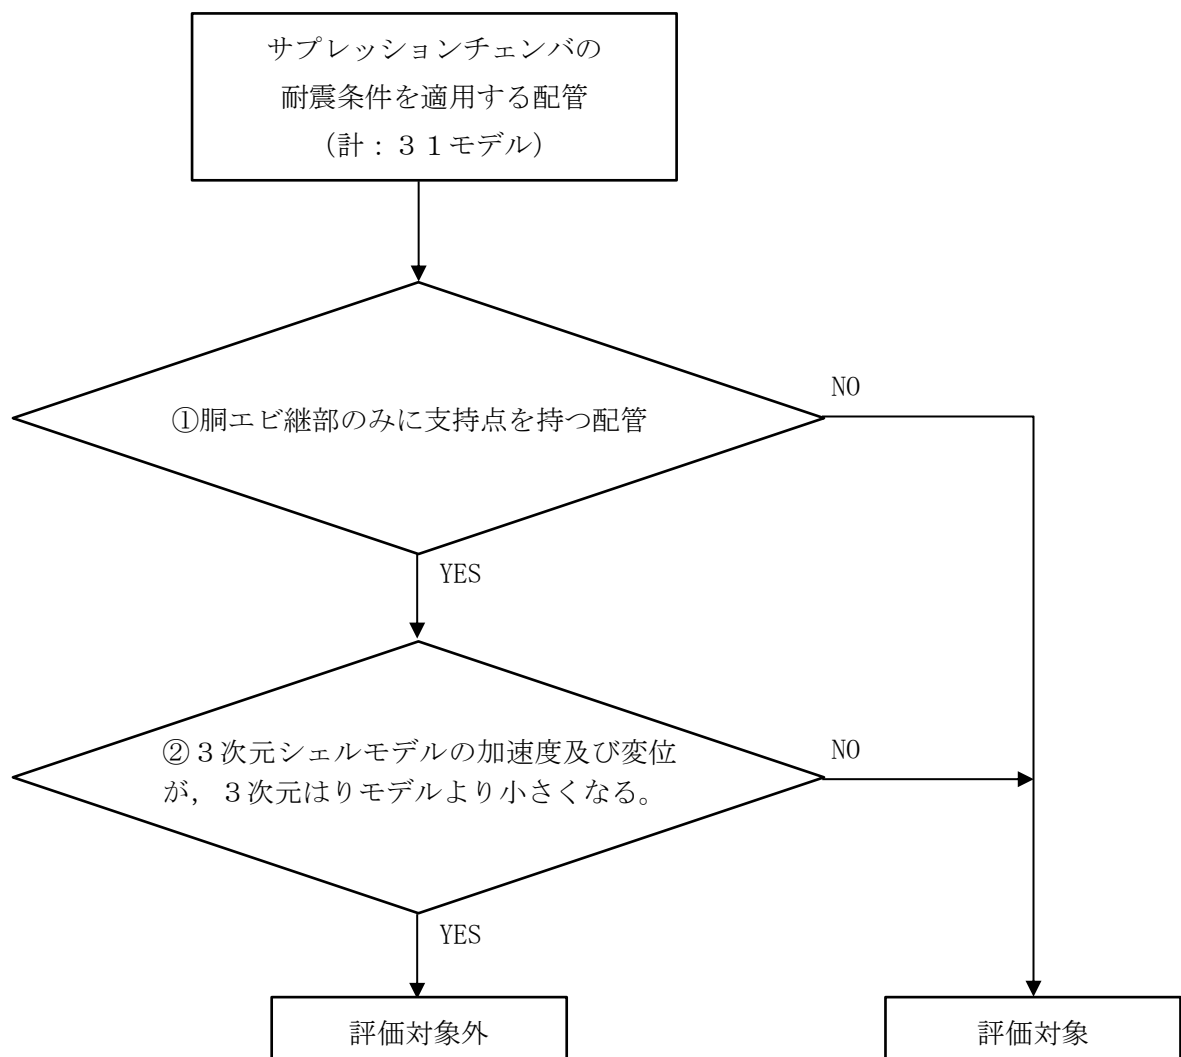 サプレッションチェンバの
耐震条件を適用する配管
（計：３１モデル）
①胴エビ継部のみに支持点を持つ配管
NO
YES
②３次元シェルモデルの加速度及び変位
が，３次元はりモデルより小さくなる。
NO
YES
評価対象外
評価対象